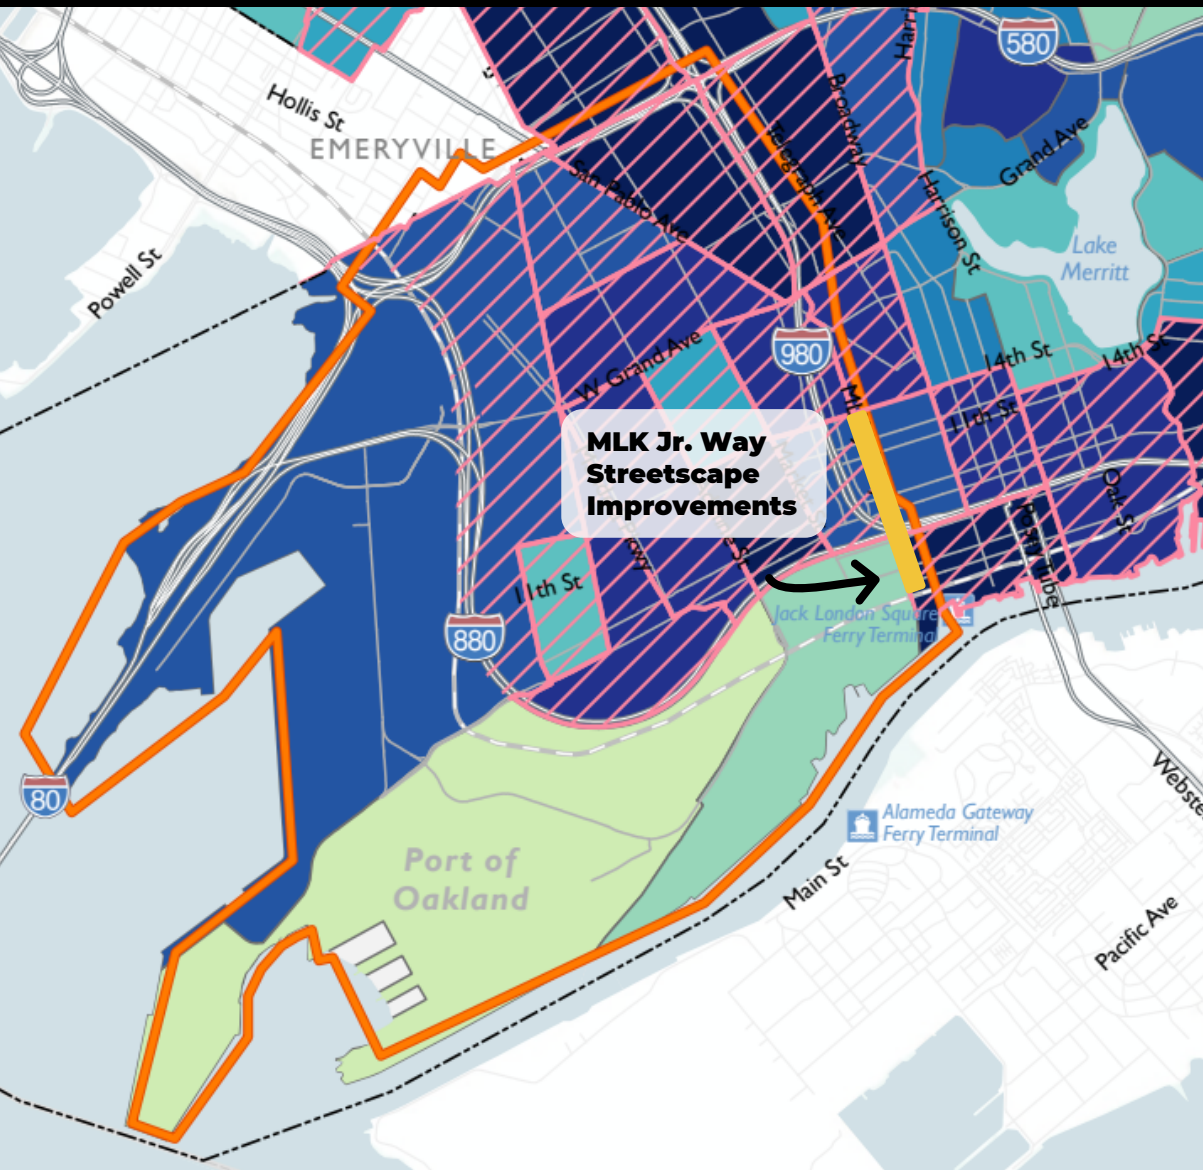 580
Hollis St
EMERYVILLE
Broadway
Grand Ave
Telegraph Ave
San Pablo Ave
Harrison St
Lake
Merritt
Powell St
980
W Grand Ave
14th St
14th St
11th St
MLK Jr. Way
Streetscape
Improvements
Oak St
11th St
Jack London Square
Ferry Terminal
880
80
Alameda Gateway
Ferry Terminal
Port of
Oakland
Main St
Pacific Ave